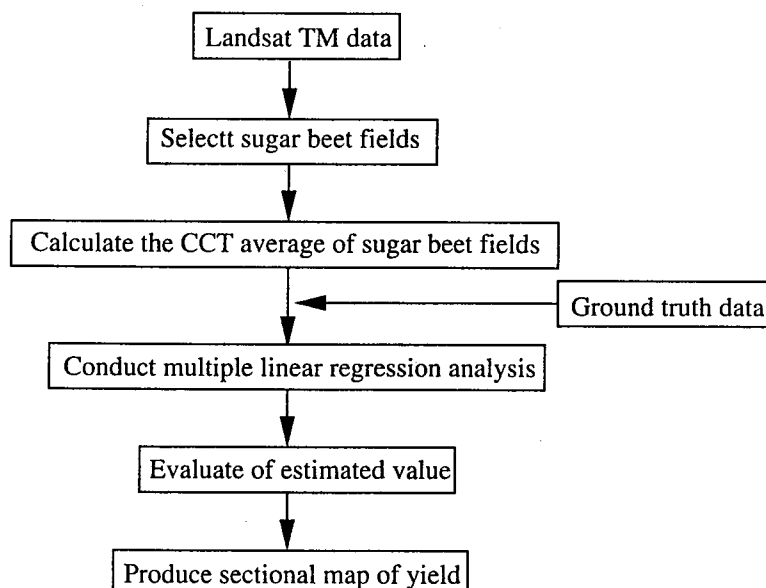 Landsat TM data
Selectt sugar beet fields
Calculate the CCT average of sugar beet fields
Ground truth data
Conduct multiple linear regression analysis
Evaluate of estimated value
Produce sectional map of yield